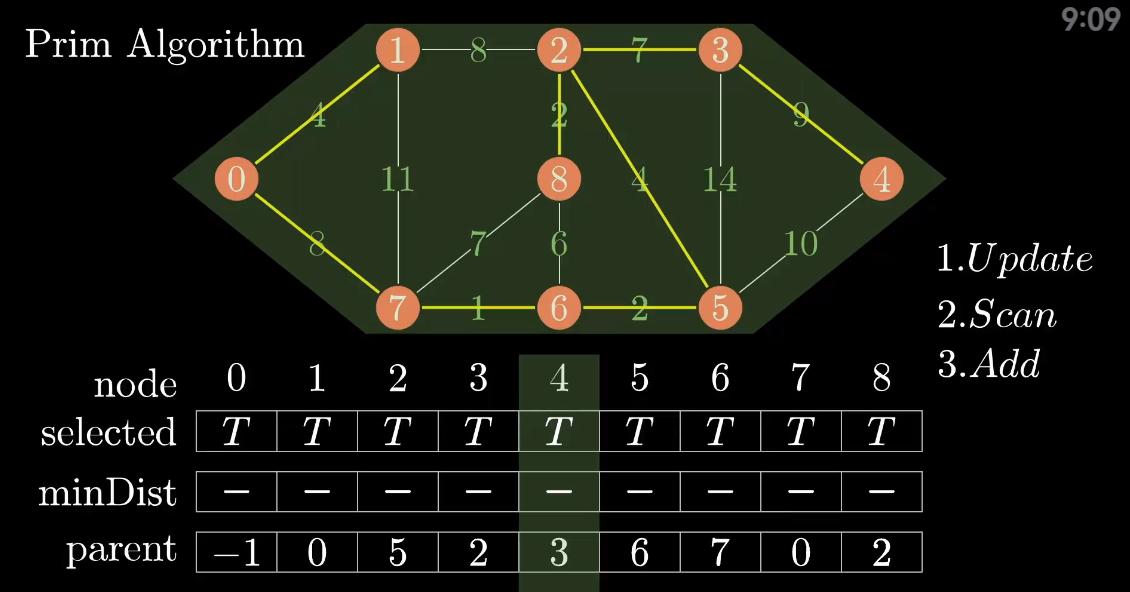 9:09
Prim Algorithm
1 8 2 7 3
4 2 9
0 11 8 4 14 4
8 7 6 10
7 1 6 2 5
1.Update
2.Scan
3.Add
node 0 1 2 3 4 5 6 7 8
selected T T T T T T T T T
minDist − − − − − − − − −
parent −1 0 5 2 3 6 7 0 2